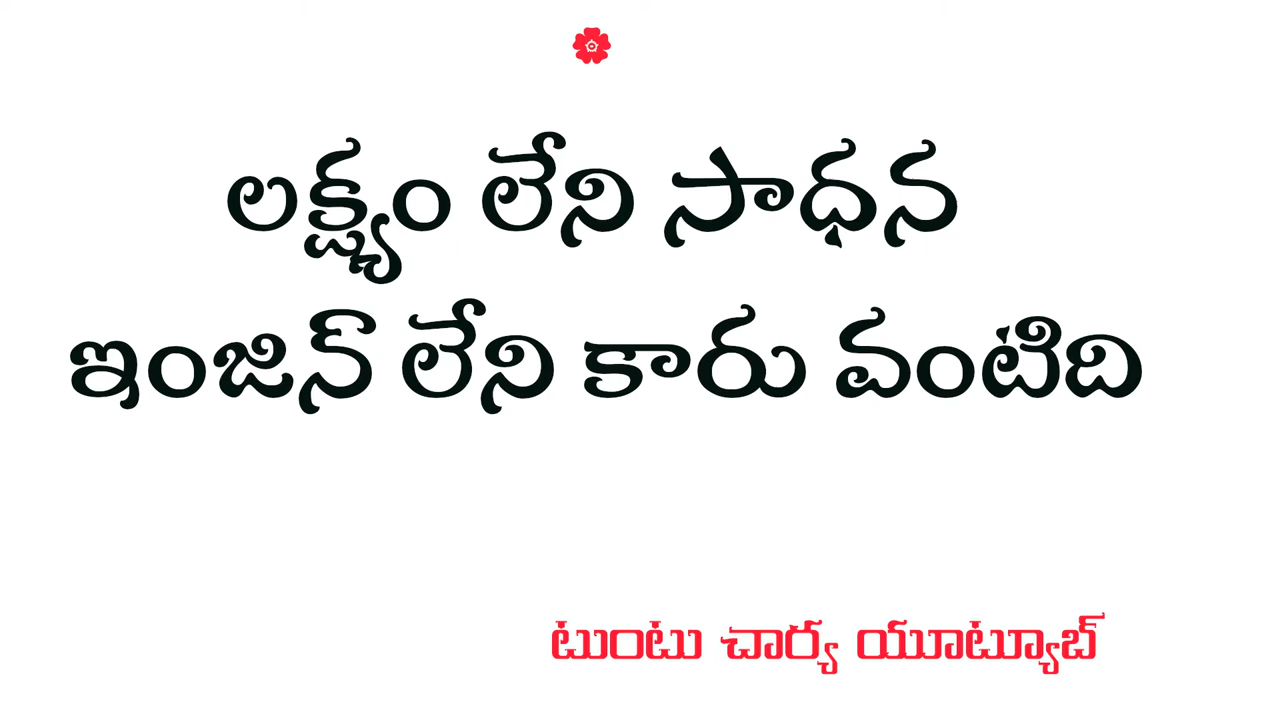 లక్ష్యం లేని సాధన
ఇంజిన్ లేని కారు వంటిది
టుంటు చార్య యూట్యూబ్